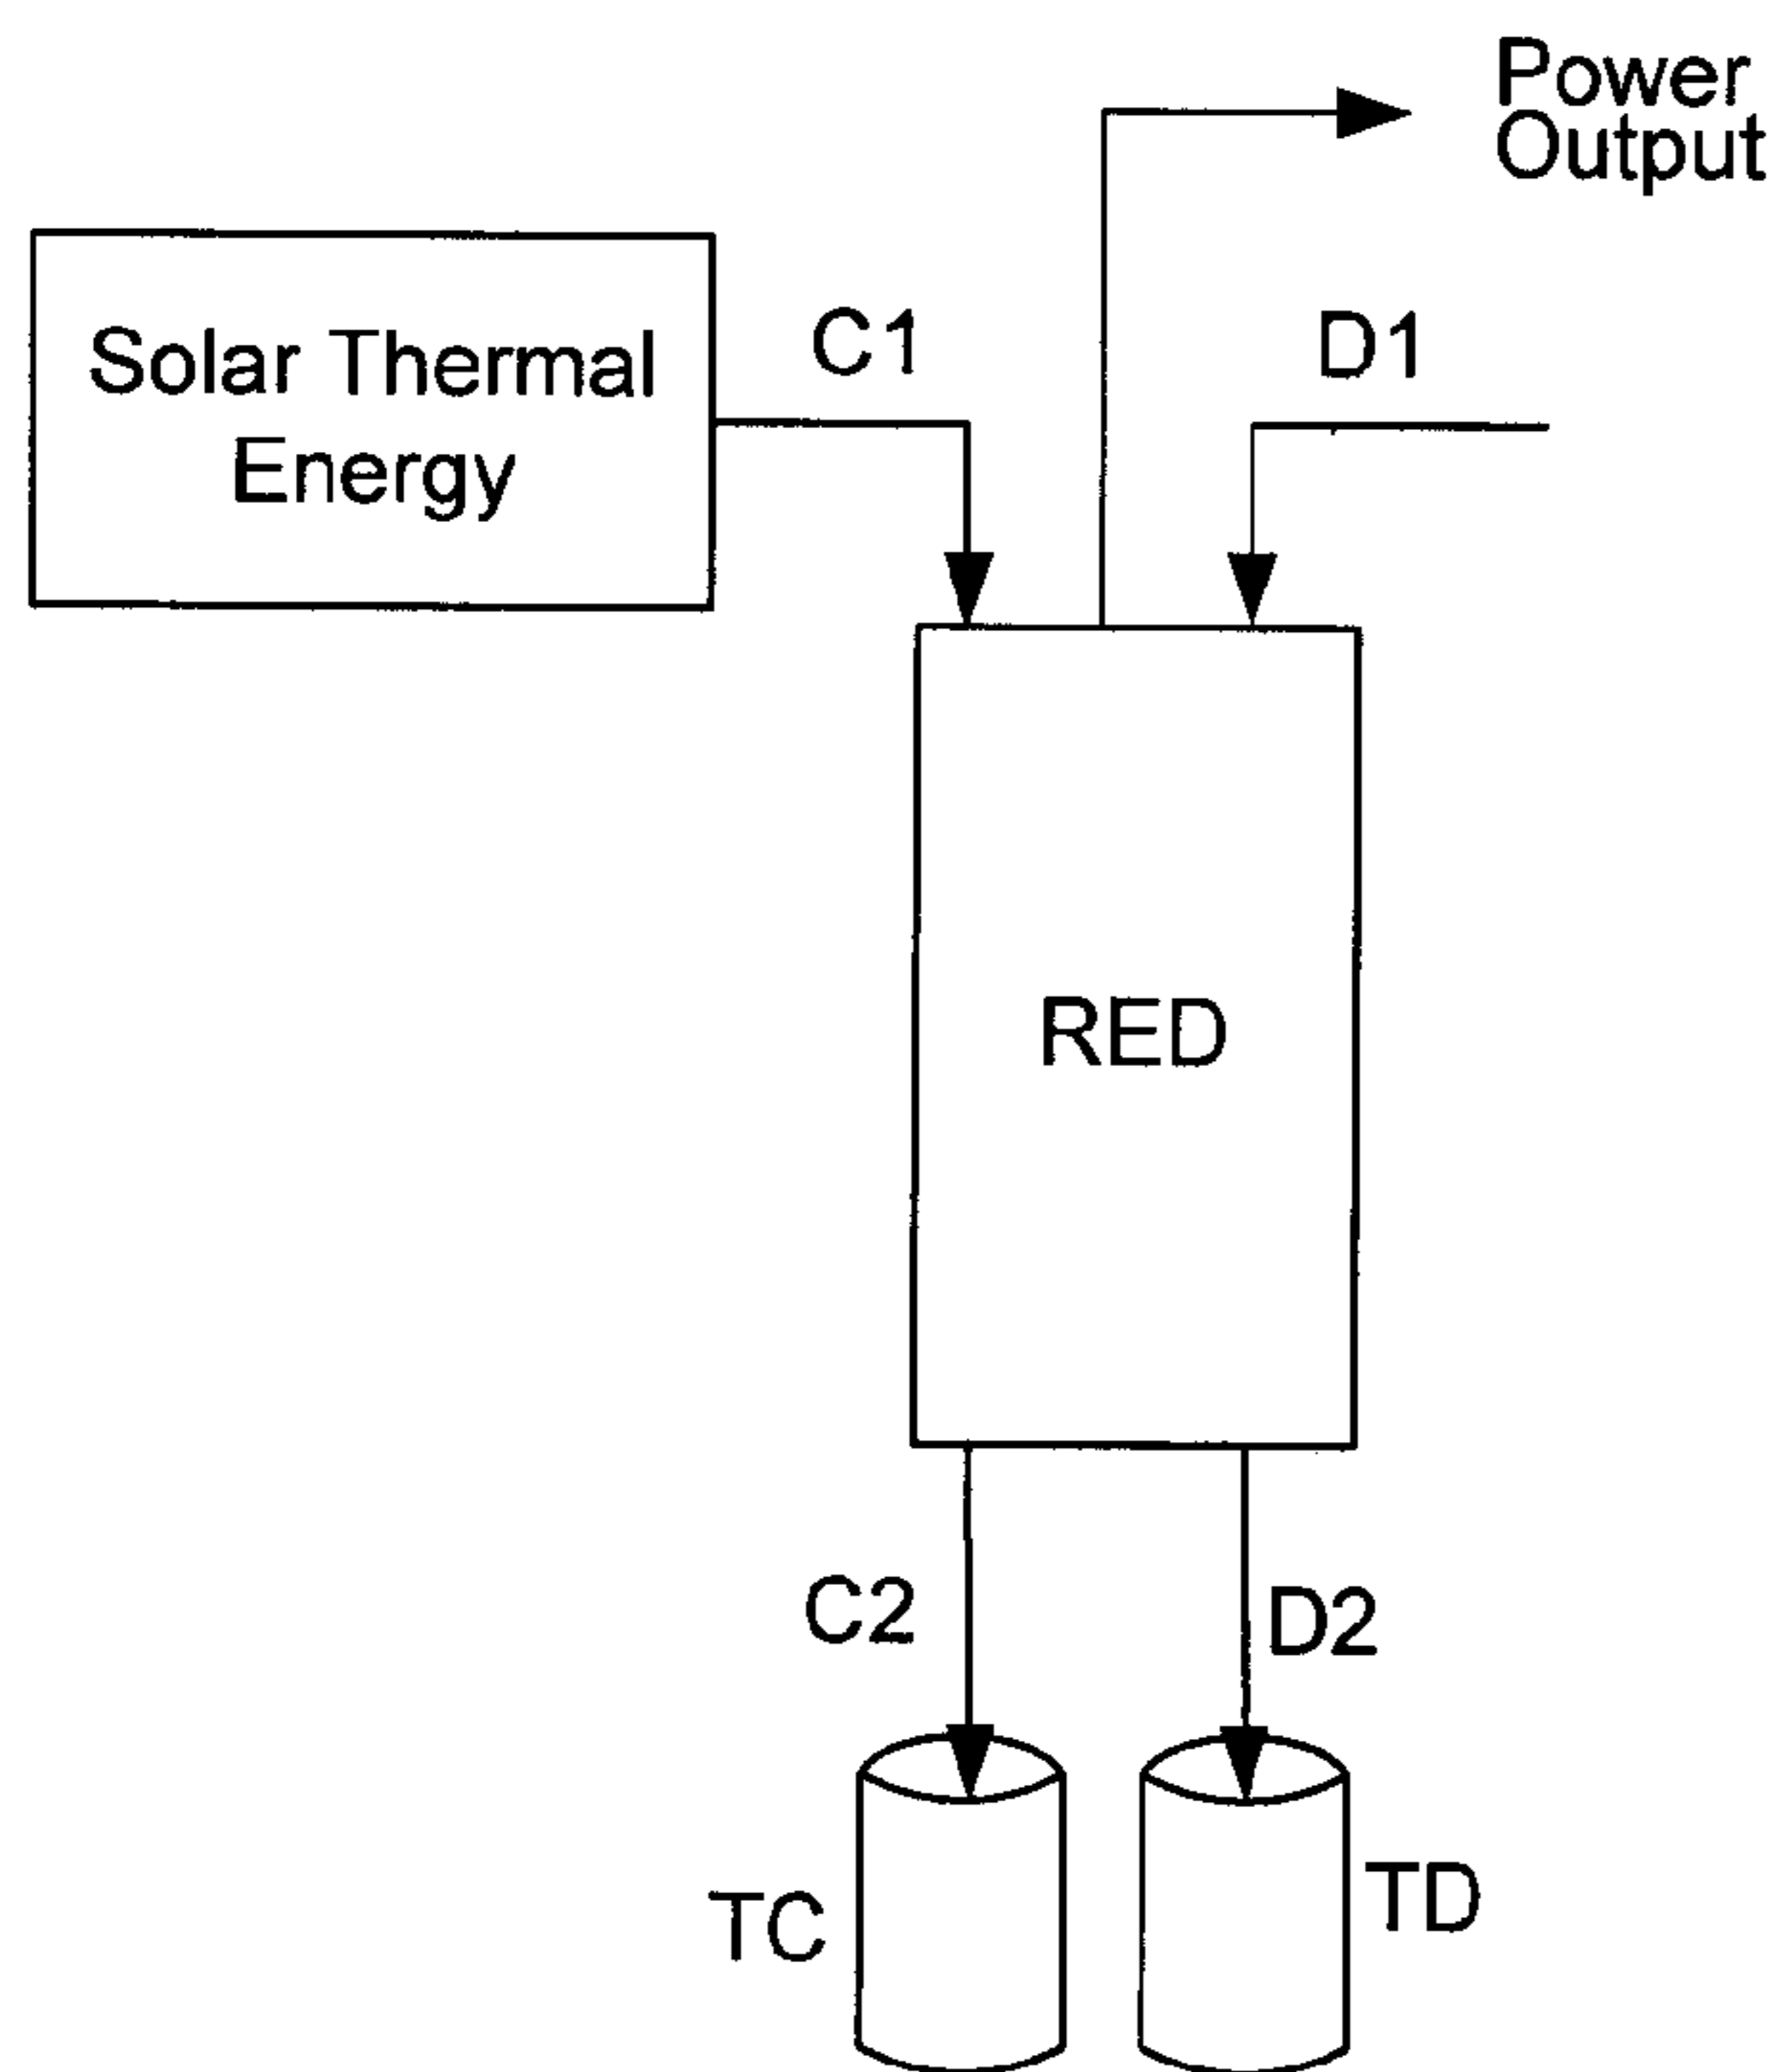 Power
Output
Solar Thermal
Energy
C1
D1
RED
C2
D2
TC
TD